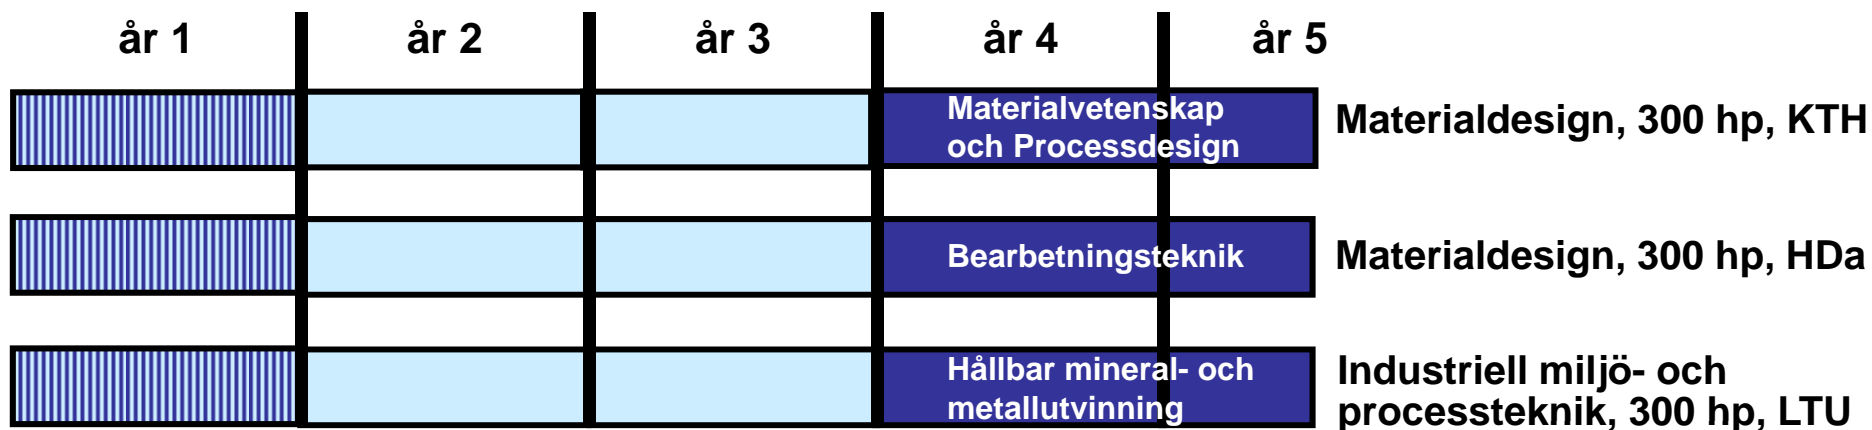 år 1 år 2 år 3 år 4 år 5
Materialvetenskap
och Processdesign
Materialdesign, 300 hp, KTH
Bearbetningsteknik
Materialdesign, 300 hp, HDa
Hållbar mineral- och
metallutvinning
Industriell miljö- och
processteknik, 300 hp, LTU